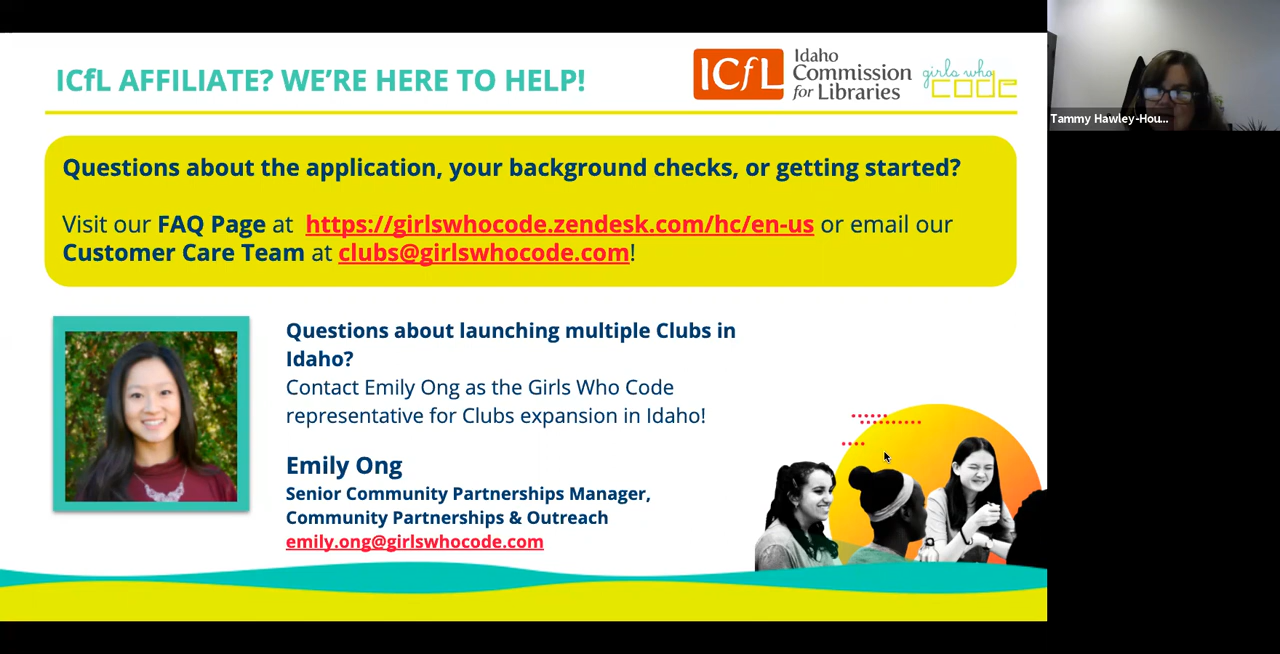 ICfL AFFILIATE? WE’RE HERE TO HELP!
ICfL
Idaho
Commission
for Libraries
girls who
code
Tammy Hawley-Hou...
Questions about the application, your background checks, or getting started?
Visit our FAQ Page at https://girlswhocode.zendesk.com/hc/en-us or email our
Customer Care Team at clubs@girlswhocode.com!
Questions about launching multiple Clubs in
Idaho?
Contact Emily Ong as the Girls Who Code
representative for Clubs expansion in Idaho!
Emily Ong
Senior Community Partnerships Manager,
Community Partnerships & Outreach
emily.ong@girlswhocode.com